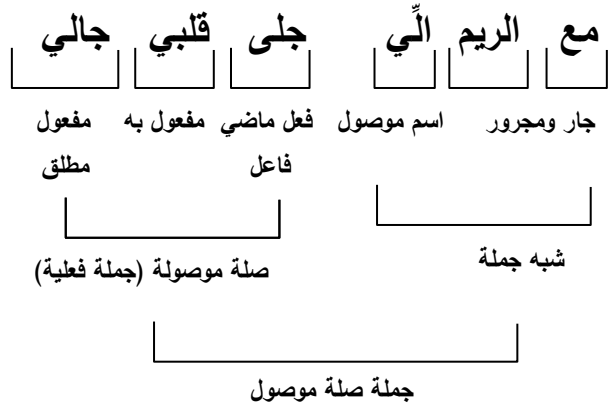 مع الريم الِّي جلى قلبي جالي
جار ومجرور اسم موصول فعل ماضي مفعول به مفعول
فاعل مطلق
شبه جملة صلة موصولة (جملة فعلية)
جملة صلة موصول